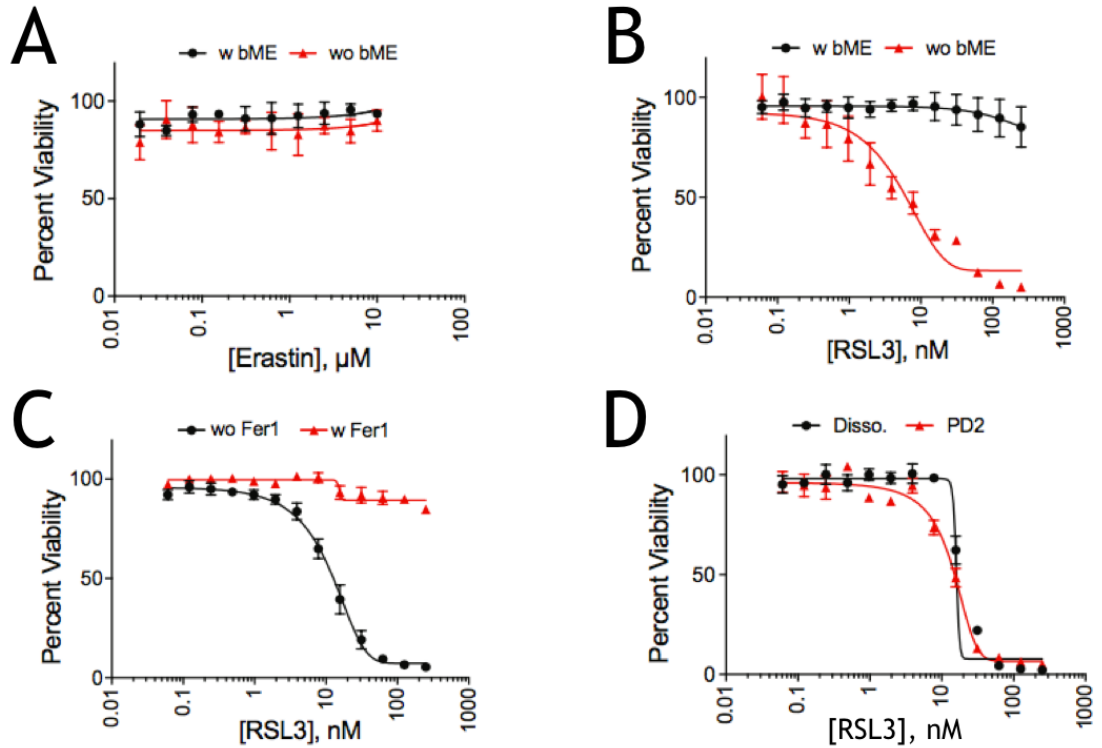 A
w bME wo bME
Percent Viability
100
50
0
0.01 0.1 1 10 100
[Erastin], µM
B
w bME wo bME
Percent Viability
100
50
0
0.01 0.1 1 10 100 1000
[RSL3], nM
C
wo Fer1 w Fer1
Percent Viability
100
50
0
0.01 0.1 1 10 100 1000
[RSL3], nM
D
Disso. PD2
Percent Viability
100
50
0
0.01 0.1 1 10 100 1000
[RSL3], nM